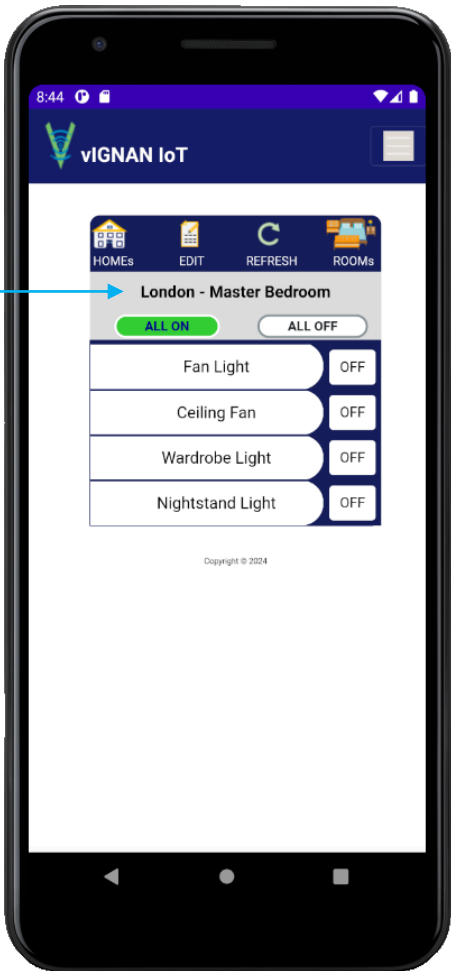 8:44
vIGNAN IoT
HOMEs EDIT REFRESH ROOMs
London - Master Bedroom
ALL ON ALL OFF
Fan Light OFF
Ceiling Fan OFF
Wardrobe Light OFF
Nightstand Light OFF
Copyright © 2024